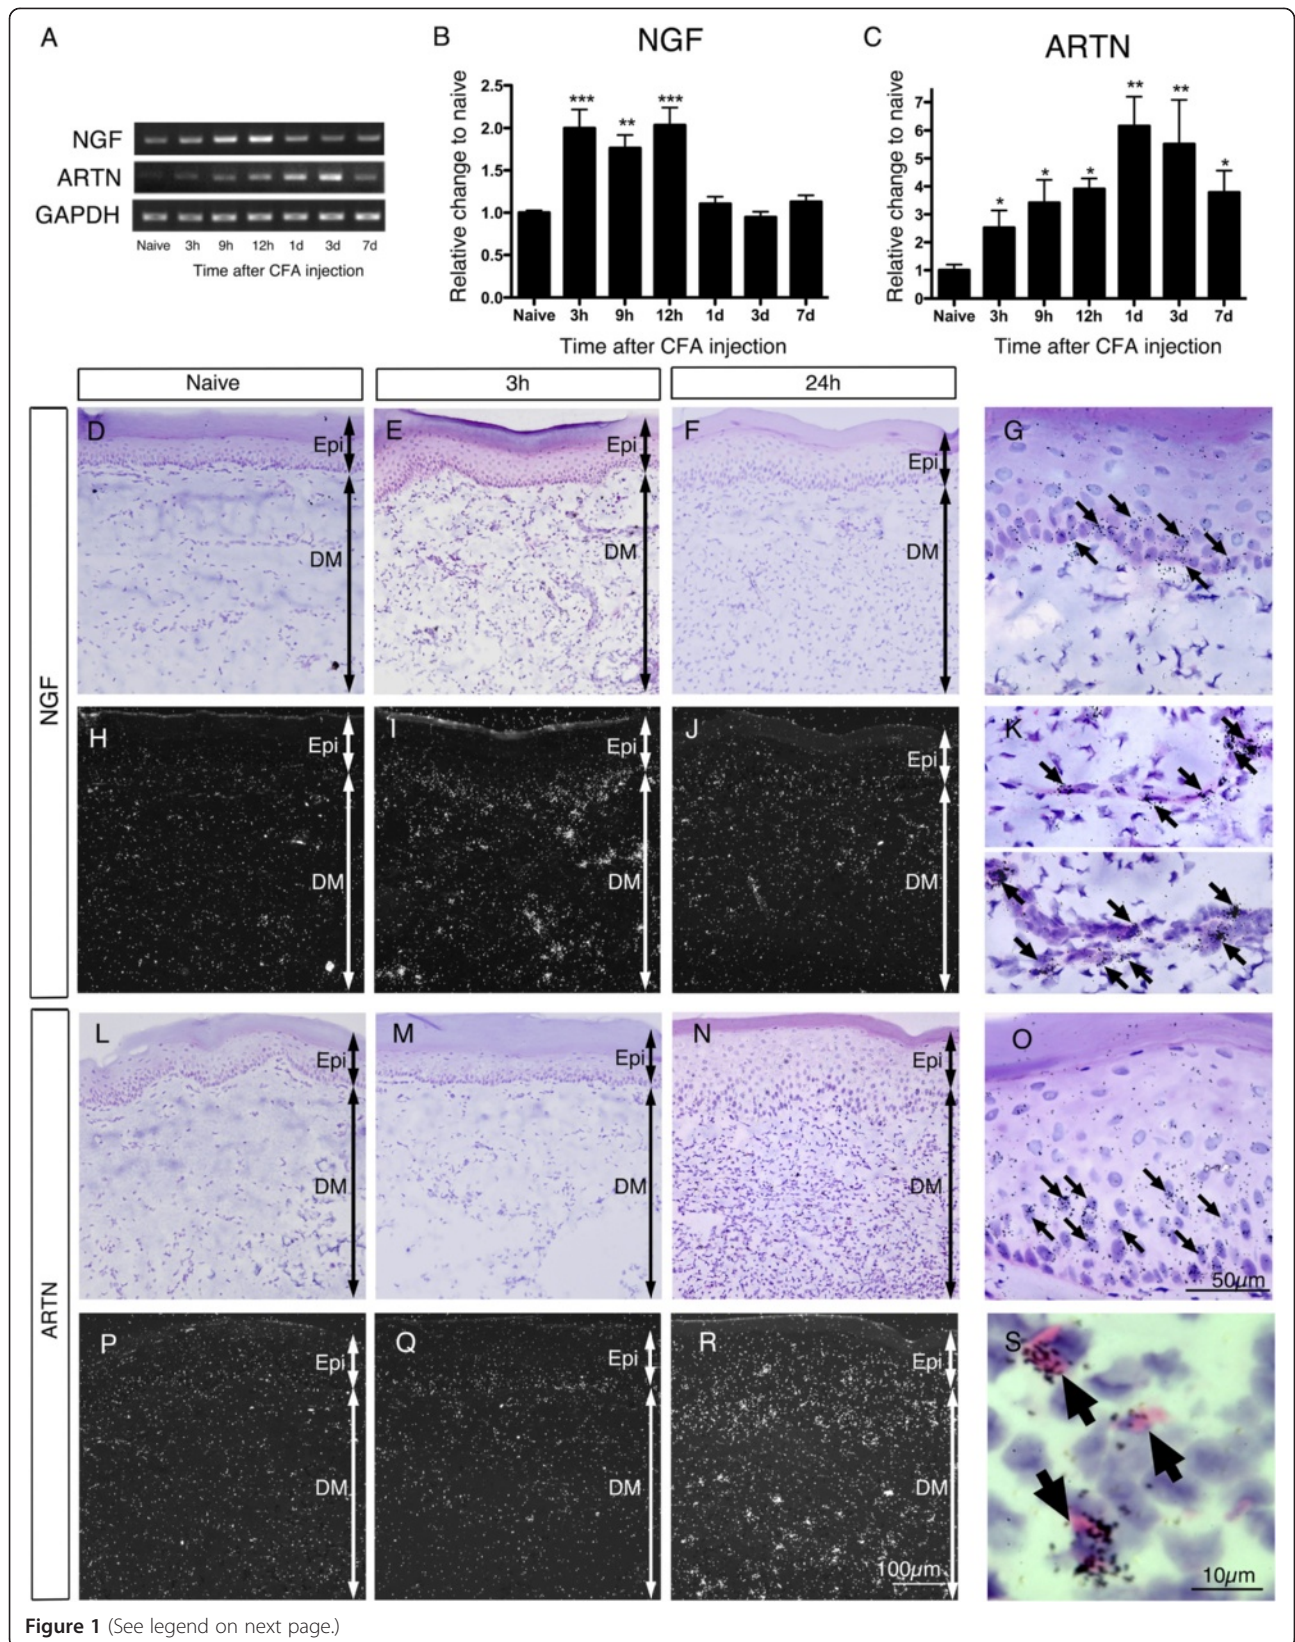 A
NGF
ARTN
GAPDH
Naive 3h 9h 12h 1d 3d 7d
Time after CFA injection
B
NGF
Relative change to naive
2.5
2.0
1.5
1.0
0.5
0.0
*** ** ***
Naive 3h 9h 12h 1d 3d 7d
Time after CFA injection
C
ARTN
Relative change to naive
7
6
5
4
3
2
1
0
* * * ** ** *
Naive 3h 9h 12h 1d 3d 7d
Time after CFA injection
Naive 3h 24h
NGF
D Epi DM
E Epi DM
F Epi DM
G
H Epi DM
I Epi DM
J Epi DM
K
ARTN
L Epi DM
M Epi DM
N Epi DM
O 50µm
P Epi DM
Q Epi DM
R Epi DM 100µm
S 10µm
Figure 1 (See legend on next page.)